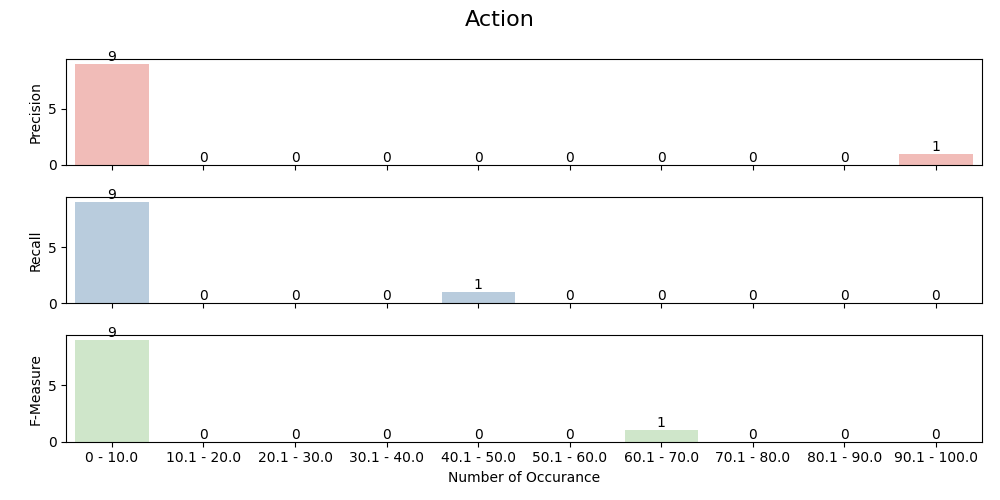 Action
Precision
5
0
9 0 0 0 0 0 0 0 0 1
Recall
5
0
9 0 0 0 1 0 0 0 0 0
F-Measure
5
0
9 0 0 0 0 0 1 0 0 0
0 - 10.0 10.1 - 20.0 20.1 - 30.0 30.1 - 40.0 40.1 - 50.0 50.1 - 60.0 60.1 - 70.0 70.1 - 80.0 80.1 - 90.0 90.1 - 100.0
Number of Occurance